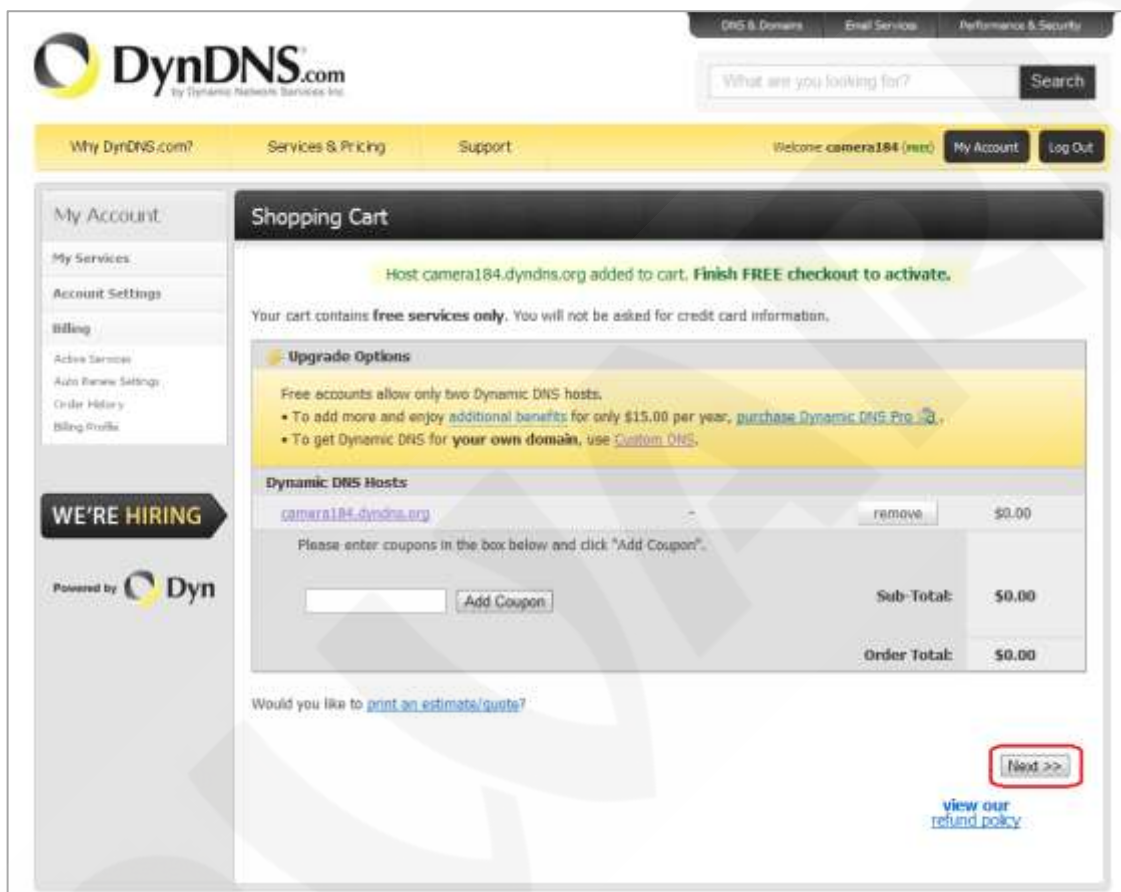 DNS & Domains Email Services Performance & Security
DynDNS.com
by Dynamic Network Services Inc
What are you looking for? Search
Why DynDNS.com? Services & Pricing Support Welcome camera184 (FREE) My Account Log Out
My Account
My Services
Account Settings
Billing
Active Services
Auto Renew Settings
Order History
Billing Profile
WE'RE HIRING
Powered by Dyn
Shopping Cart
Host camera184.dyndns.org added to cart. Finish FREE checkout to activate.
Your cart contains free services only. You will not be asked for credit card information.
Upgrade Options
Free accounts allow only two Dynamic DNS hosts.
• To add more and enjoy additional benefits for only $15.00 per year, purchase Dynamic DNS Pro .
• To get Dynamic DNS for your own domain, use Custom DNS.
Dynamic DNS Hosts
camera184.dyndns.org - remove $0.00
Please enter coupons in the box below and click "Add Coupon".
Add Coupon Sub-Total: $0.00
Order Total: $0.00
Would you like to print an estimate/quote?
Next >>
view our
refund policy